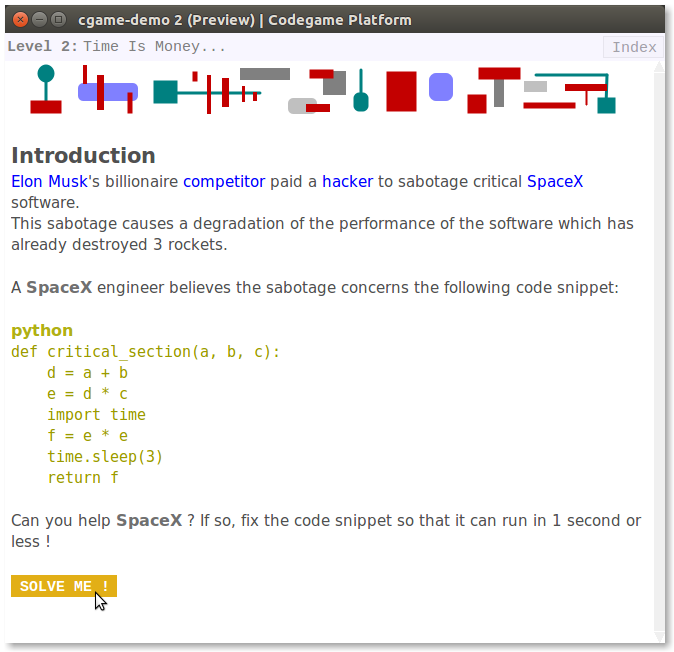 cgame-demo 2 (Preview) | Codegame Platform
Level 2: Time Is Money...
Index
Introduction
Elon Musk's billionaire competitor paid a hacker to sabotage critical SpaceX
software.
This sabotage causes a degradation of the performance of the software which has
already destroyed 3 rockets.
A SpaceX engineer believes the sabotage concerns the following code snippet:
python
def critical_section(a, b, c):
    d = a + b
    e = d * c
    import time
    f = e * e
    time.sleep(3)
    return f
Can you help SpaceX ? If so, fix the code snippet so that it can run in 1 second or
less !
SOLVE ME !